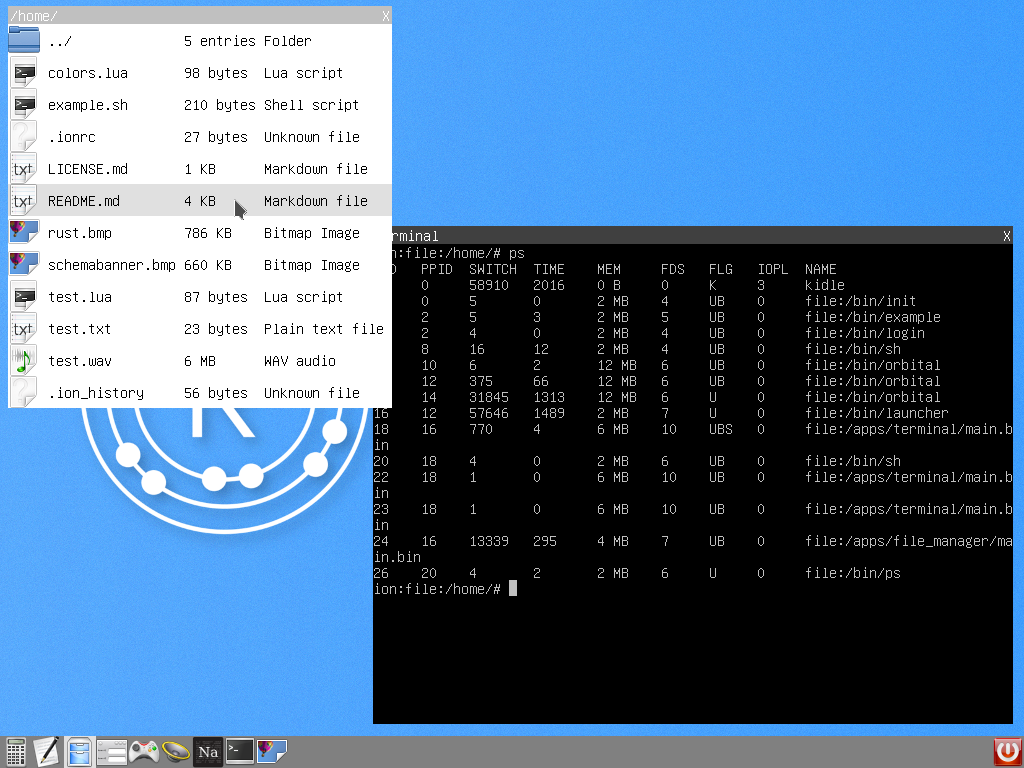 /home/ X
../ 5 entries Folder
colors.lua 98 bytes Lua script
example.sh 210 bytes Shell script
.ionrc 27 bytes Unknown file
txt LICENSE.md 1 KB Markdown file
txt README.md 4 KB Markdown file
rust.bmp 786 KB Bitmap Image
schemabanner.bmp 660 KB Bitmap Image
test.lua 87 bytes Lua script
txt test.txt 23 bytes Plain text file
test.wav 6 MB WAV audio
.ion_history 56 bytes Unknown file
rminal X
n:file:/home/# ps
D PPID SWITCH TIME MEM FDS FLG IOPL NAME
0 58910 2016 0 B 0 K 3 kidle
0 5 0 2 MB 4 UB 0 file:/bin/init
2 5 3 2 MB 5 UB 0 file:/bin/example
2 4 0 2 MB 4 UB 0 file:/bin/login
8 16 12 2 MB 4 UB 0 file:/bin/sh
10 6 2 12 MB 6 UB 0 file:/bin/orbital
12 375 66 12 MB 6 UB 0 file:/bin/orbital
14 31845 1313 12 MB 6 U 0 file:/bin/orbital
16 12 57646 1489 2 MB 7 U 0 file:/bin/launcher
18 16 770 4 6 MB 10 UBS 0 file:/apps/terminal/main.b
in
20 18 4 0 2 MB 6 UB 0 file:/bin/sh
22 18 1 0 6 MB 10 UB 0 file:/apps/terminal/main.b
in
23 18 1 0 6 MB 10 UB 0 file:/apps/terminal/main.b
in
24 16 13339 295 4 MB 7 UB 0 file:/apps/file_manager/ma
in.bin
26 20 4 2 2 MB 6 U 0 file:/bin/ps
ion:file:/home/#
Na